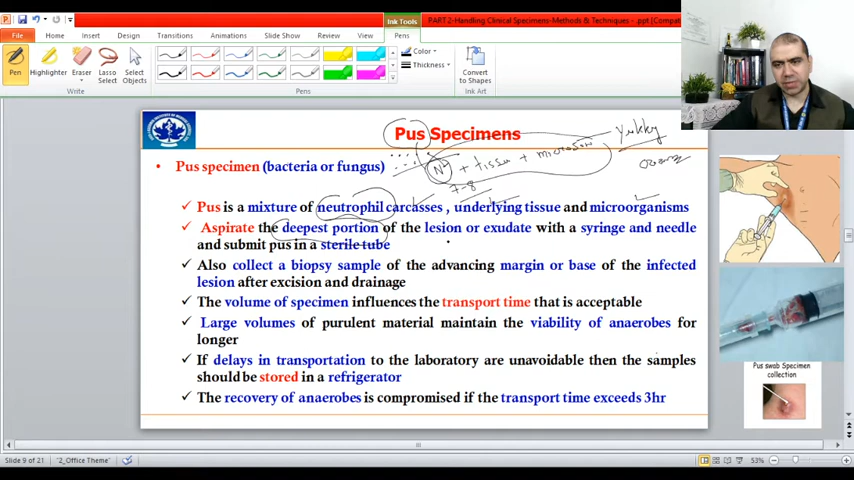 Ink Tools
PART 2-Handling Clinical Specimens-Methods & Techniques - .ppt [Compat
File
Home
Insert
Design
Transitions
Animations
Slide Show
Review
View
Pens
Pen
Highlighter
Eraser
Lasso
Select
Select
Objects
Color
Thickness
Convert
to Shapes
Write
Pens
Ink Art
Pus Specimens
Yukky
+ tissue +
7-8
• Pus specimen (bacteria or fungus)
✓ Pus is a mixture of neutrophil carcasses , underlying tissue and microorganisms
✓ Aspirate the deepest portion of the lesion or exudate with a syringe and needle
and submit pus in a sterile tube
✓ Also collect a biopsy sample of the advancing margin or base of the infected
lesion after excision and drainage
✓ The volume of specimen influences the transport time that is acceptable
✓ Large volumes of purulent material maintain the viability of anaerobes for
longer
✓ If delays in transportation to the laboratory are unavoidable then the samples
should be stored in a refrigerator
✓ The recovery of anaerobes is compromised if the transport time exceeds 3hr
Pus swab Specimen
collection
Slide 9 of 21
"2_Office Theme"
53%